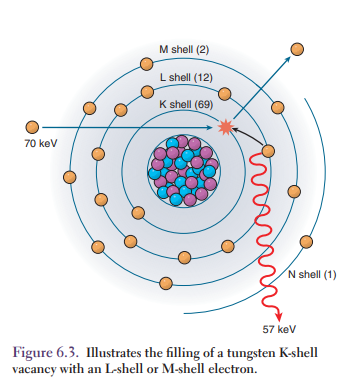 M shell (2)
L shell (12)
K shell (69)
70 keV
N shell (1)
57 keV
Figure 6.3. Illustrates the filling of a tungsten K-shell
vacancy with an L-shell or M-shell electron.